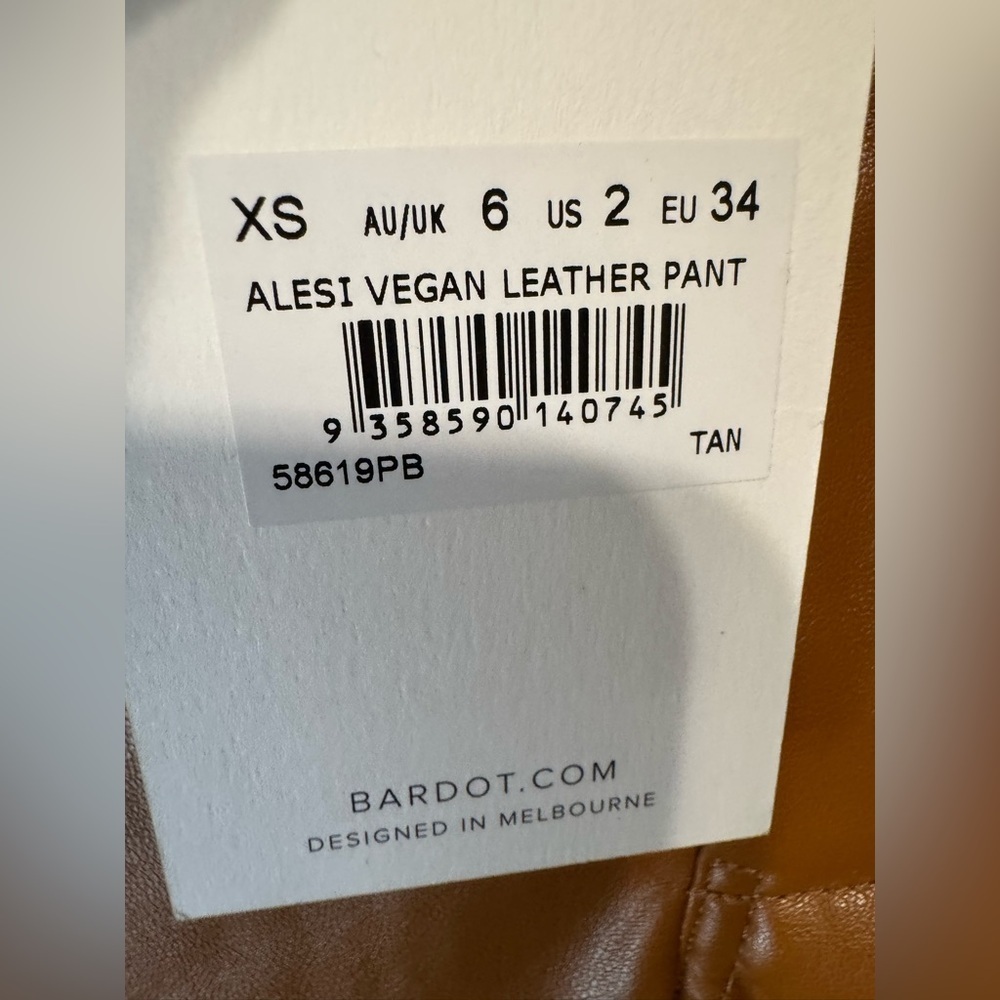 XS AU/UK 6 US 2 EU 34
ALESI VEGAN LEATHER PANT
9 358590 140745
TAN
58619PB
BARDOT.COM
DESIGNED IN MELBOURNE